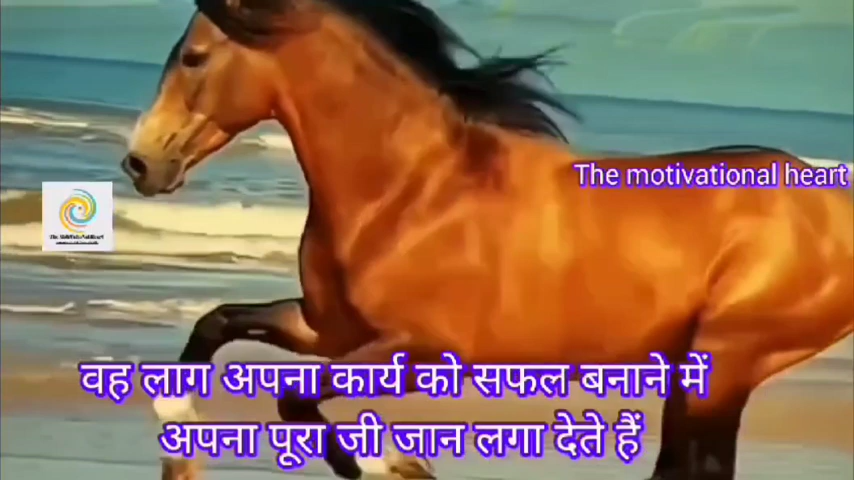 The motivational heart
वह लाग अपना कार्य को सफल बनाने में
अपना पूरा जी जान लगा देते हैं